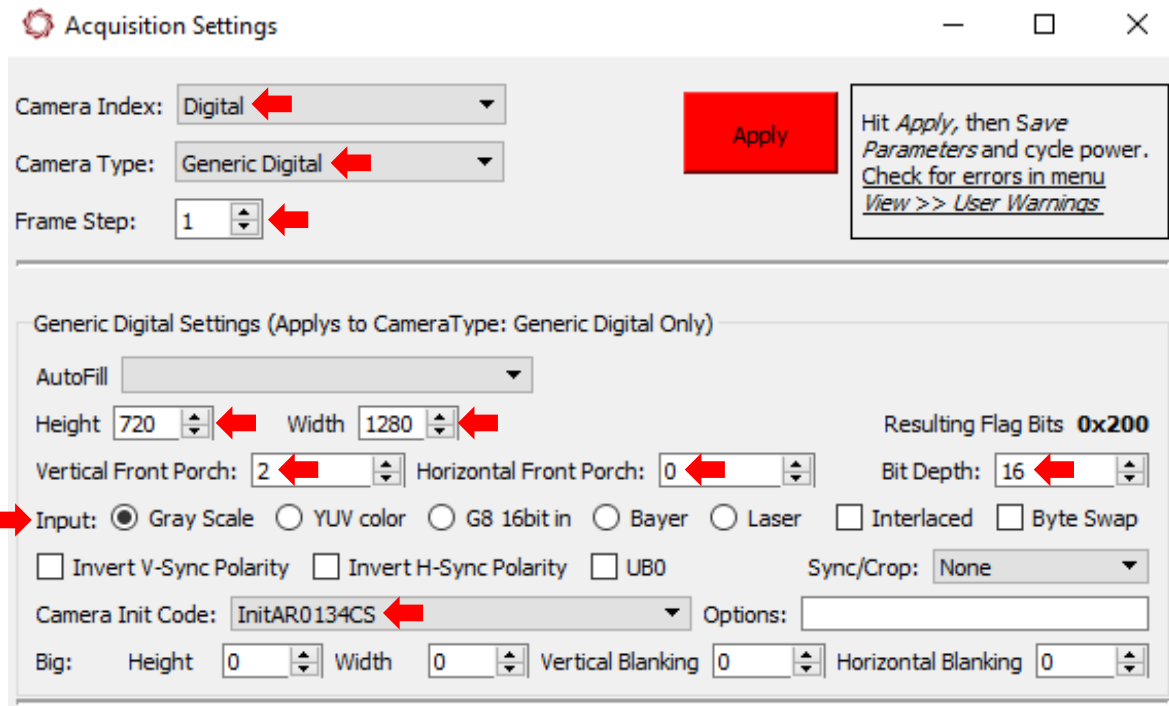 Acquisition Settings
Camera Index: Digital
Apply
Hit Apply, then Save
Parameters and cycle power.
Check for errors in menu
View >> User Warnings
Camera Type: Generic Digital
Frame Step: 1
Generic Digital Settings (Applys to CameraType: Generic Digital Only)
AutoFill
Height 720 Width 1280 Resulting Flag Bits 0x200
Vertical Front Porch: 2 Horizontal Front Porch: 0 Bit Depth: 16
Input: Gray Scale YUV color G8 16bit in Bayer Laser Interlaced Byte Swap
Invert V-Sync Polarity Invert H-Sync Polarity UB0 Sync/Crop: None
Camera Init Code: InitAR0134CS Options:
Big: Height 0 Width 0 Vertical Blanking 0 Horizontal Blanking 0